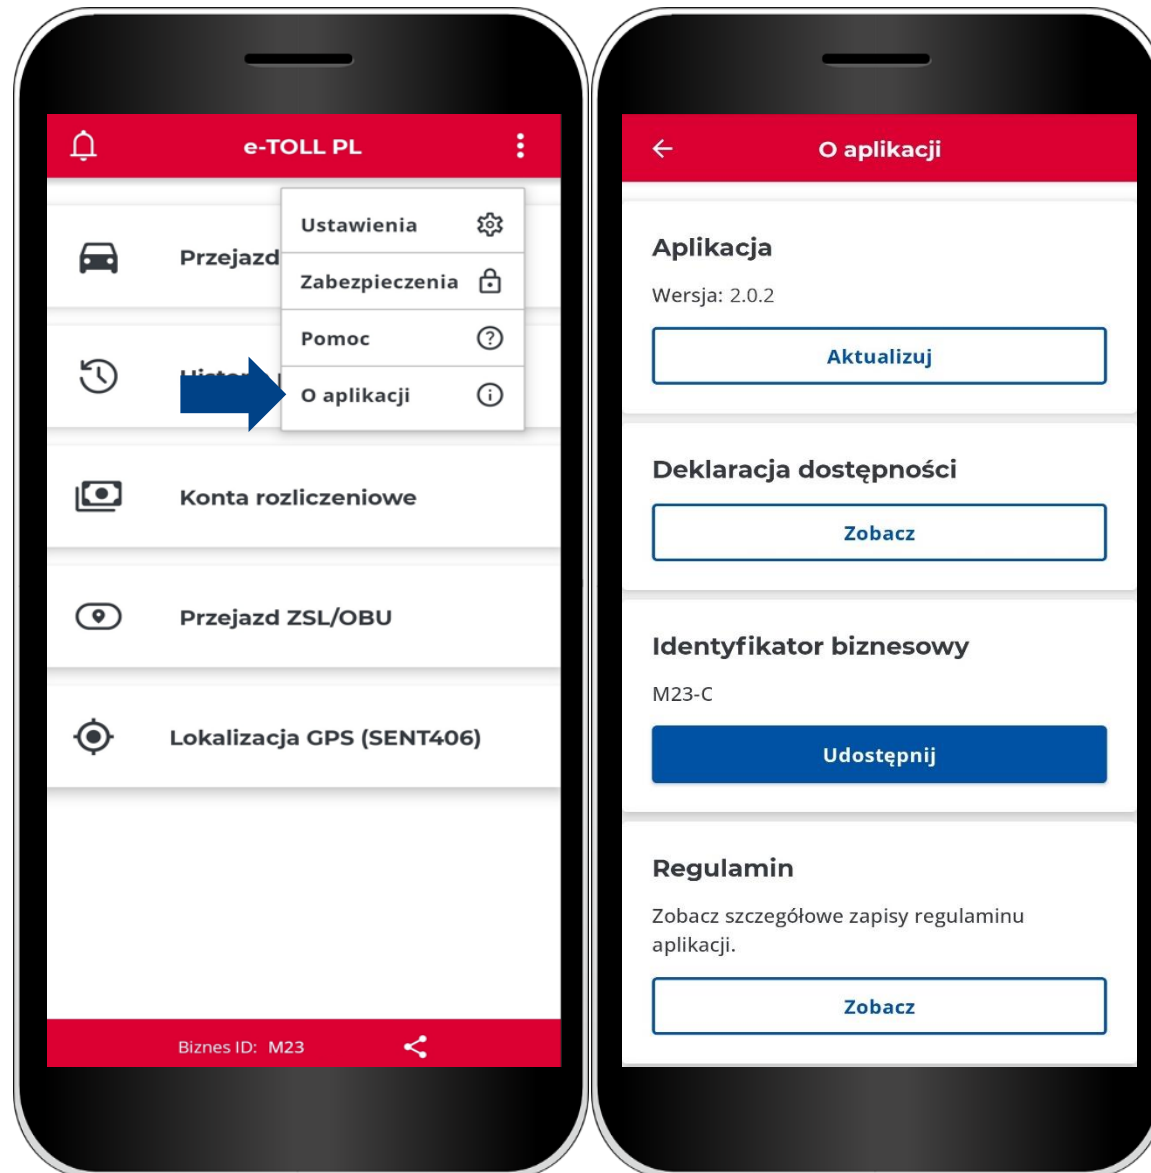 e-TOLL PL
Ustawienia
Przejazd
Zabezpieczenia
Pomoc
O aplikacji
Konta rozliczeniowe
Przejazd ZSL/OBU
Lokalizacja GPS (SENT406)
Biznes ID: M23
O aplikacji
Aplikacja
Wersja: 2.0.2
Aktualizuj
Deklaracja dostępności
Zobacz
Identyfikator biznesowy
M23-C
Udostępnij
Regulamin
Zobacz szczegółowe zapisy regulaminu
aplikacji.
Zobacz